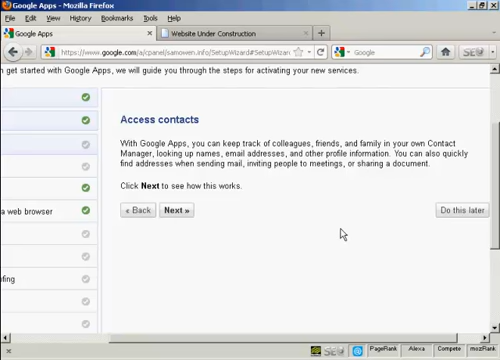 Google Apps - Mozilla Firefox
File Edit View History Bookmarks Tools Help
Google Apps
Website Under Construction
https://www.google.com/a/cpanel/samowen.info/SetupWizard#SetupWizard
Google
en get started with Google Apps, we will guide you through the steps for activating your new services.
Access contacts
With Google Apps, you can keep track of colleagues, friends, and family in your own Contact
Manager, looking up names, email addresses, and other profile information. You can also quickly
find addresses when sending mail, inviting people to meetings, or sharing a document.
Click Next to see how this works.
a web browser
« Back Next » Do this later
PageRank Alexa Compete mozRank